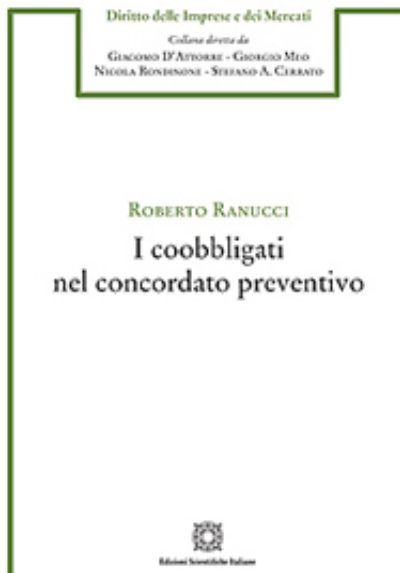 Diritto delle Imprese e dei Mercati
Collana diretta da
Giacomo D'Attorre - Giorgio Meo
Nicola Rondinone - Stefano A. Cerrato
Roberto Ranucci
I coobbligati
nel concordato preventivo
Edizioni Scientifiche Italiane